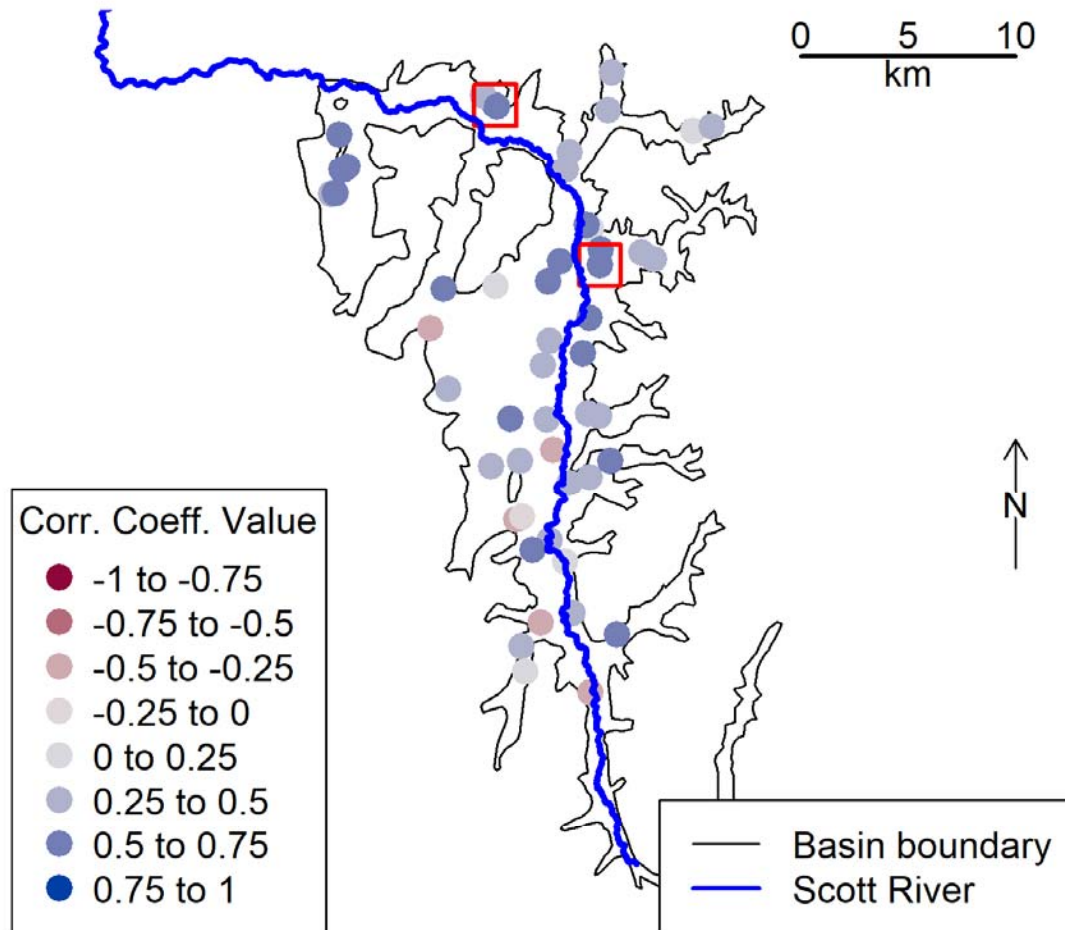 0 5 10
km
N
Corr. Coeff. Value
-1 to -0.75
-0.75 to -0.5
-0.5 to -0.25
-0.25 to 0
0 to 0.25
0.25 to 0.5
0.5 to 0.75
0.75 to 1
Basin boundary
Scott River